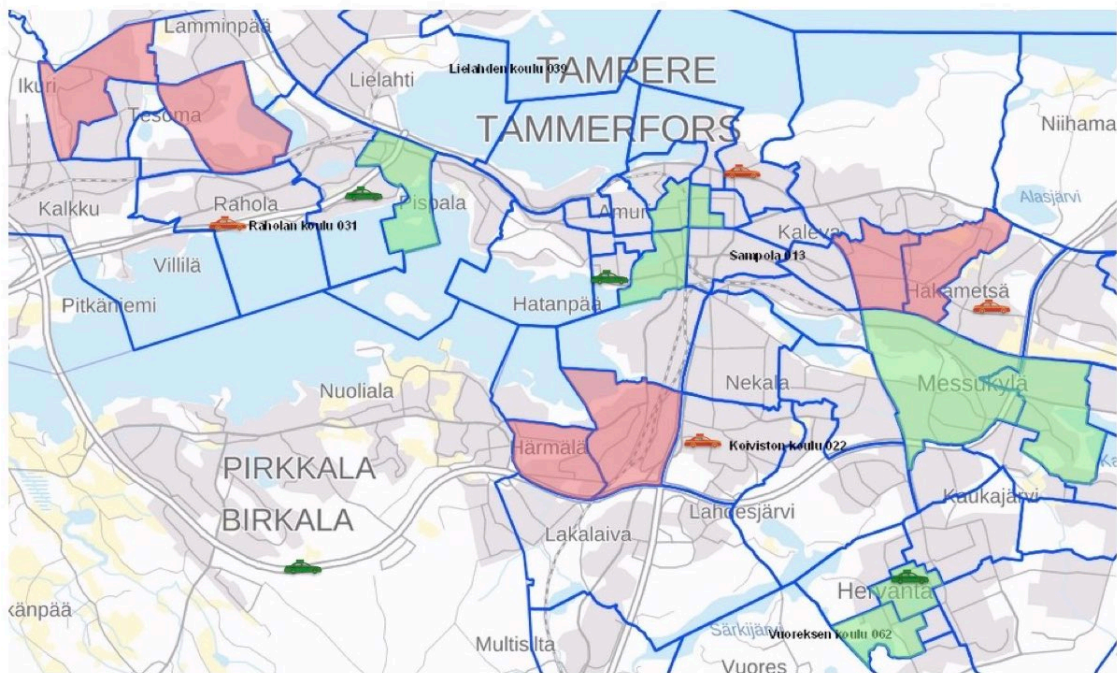 Lamminpää
Ikuri
Lielahti
Lielahden koulu 039
TAMPERE
TAMMERFORS
Tesoma
Niihama
Alasjärvi
Kalkku
Rahola
Raholan koulu 031
Pispala
Amuri
Kaleva
Sampola 013
Villilä
Pitkäniemi
Hatanpää
Hakametsä
Nuoliala
Nekala
Messukylä
Härmälä
Koiviston koulu 022
PIRKKALA
BIRKALA
Lahdesjärvi
Kaukajärvi
Lakalaiva
Hervanta
känpää
Multisilta
Särkijärvi
Vuoreksen koulu 062
Vuores